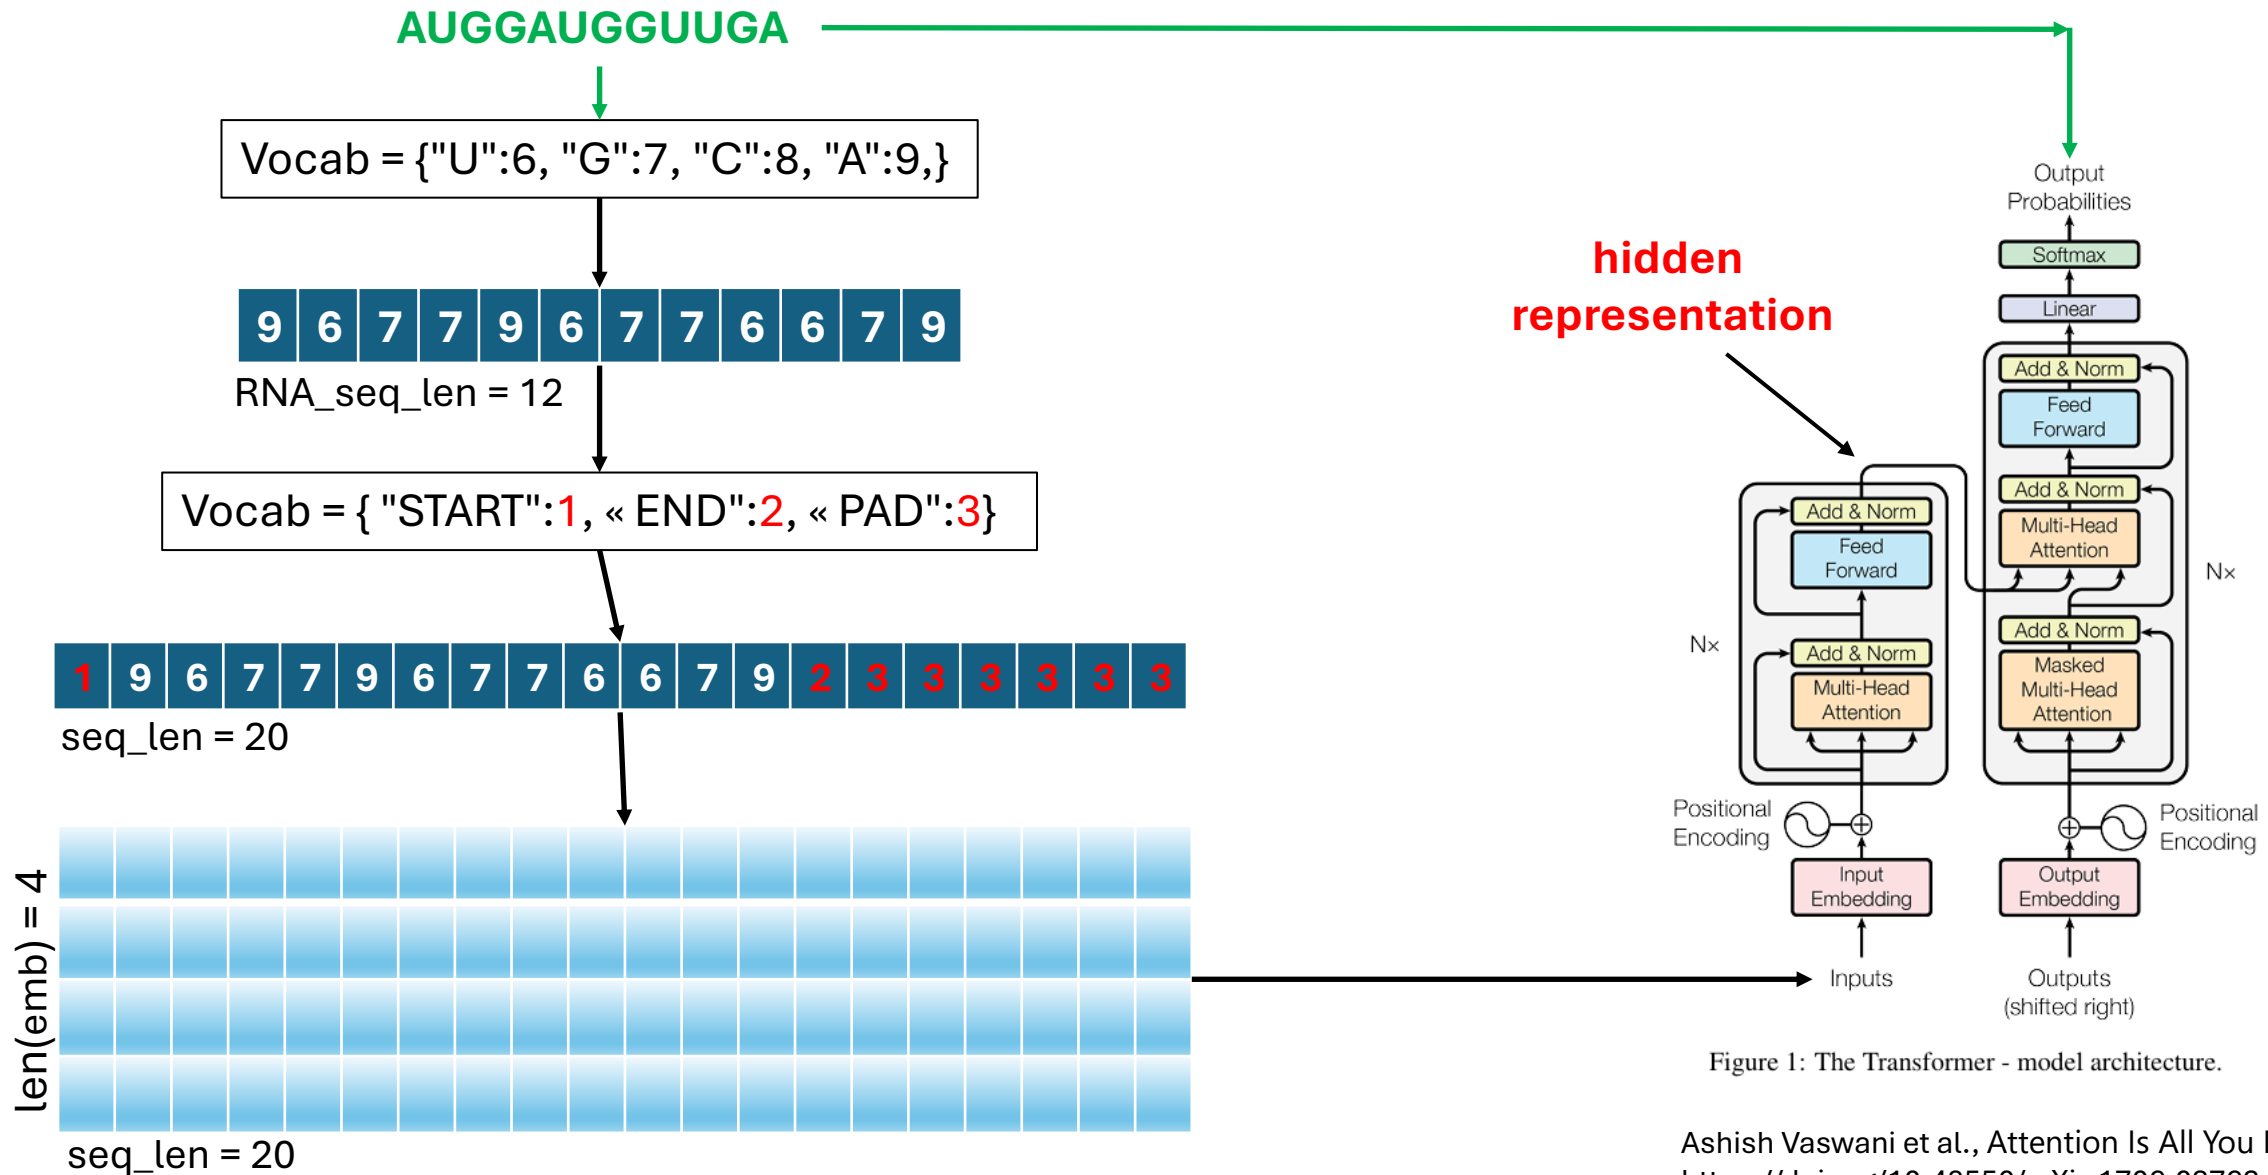 AUGGAUGGUUGA
Vocab = {"U":6, "G":7, "C":8, "A":9,}
9 6 7 7 9 6 7 7 6 6 7 9
RNA_seq_len = 12
Vocab = { "START":1, « END":2, « PAD":3}
1 9 6 7 7 9 6 7 7 6 6 7 9 2 3 3 3 3 3 3
seq_len = 20
len(emb) = 4
seq_len = 20
hidden
representation
Output
Probabilities
Softmax
Linear
Add & Norm
Feed
Forward
Add & Norm
Multi-Head
Attention
Add & Norm
Masked
Multi-Head
Attention
N×
Positional
Encoding
Output
Embedding
Outputs
(shifted right)
Add & Norm
Feed
Forward
N×
Add & Norm
Multi-Head
Attention
Positional
Encoding
Input
Embedding
Inputs
Figure 1: The Transformer - model architecture.
Ashish Vaswani et al., Attention Is All You